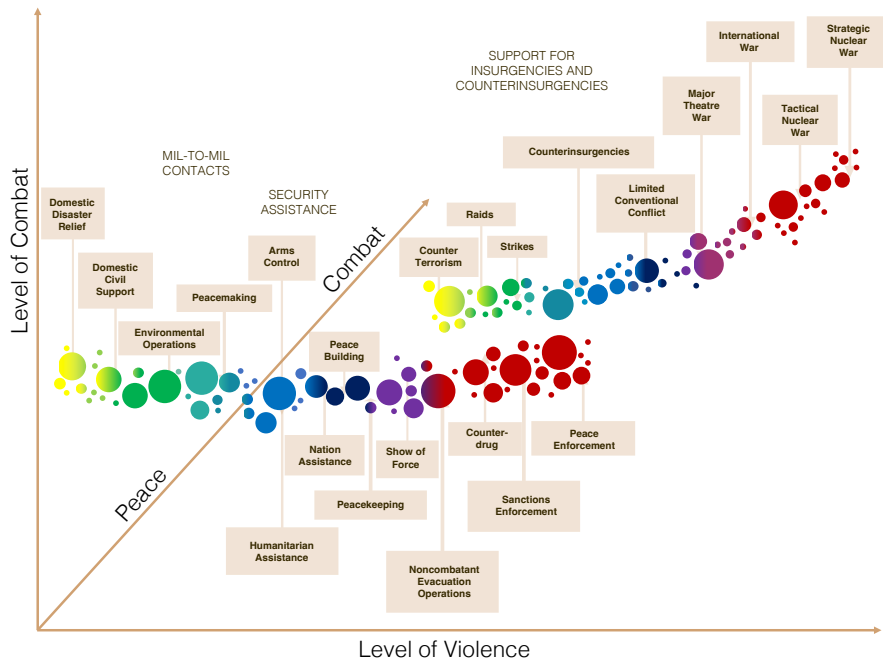 International
War
Strategic
Nuclear
War
SUPPORT FOR
INSURGENCIES AND
COUNTERINSURGENCIES
Major
Theatre
War
Tactical
Nuclear
War
MIL-TO-MIL
CONTACTS
Counterinsurgencies
SECURITY
ASSISTANCE
Limited
Conventional
Conflict
Domestic
Disaster
Relief
Raids
Strikes
Counter
Terrorism
Arms
Control
Domestic
Civil
Support
Peacemaking
Environmental
Operations
Peace
Building
Combat
Peace
Level of Combat
Nation
Assistance
Show of
Force
Counter-
drug
Peace
Enforcement
Peacekeeping
Sanctions
Enforcement
Humanitarian
Assistance
Noncombatant
Evacuation
Operations
Level of Violence